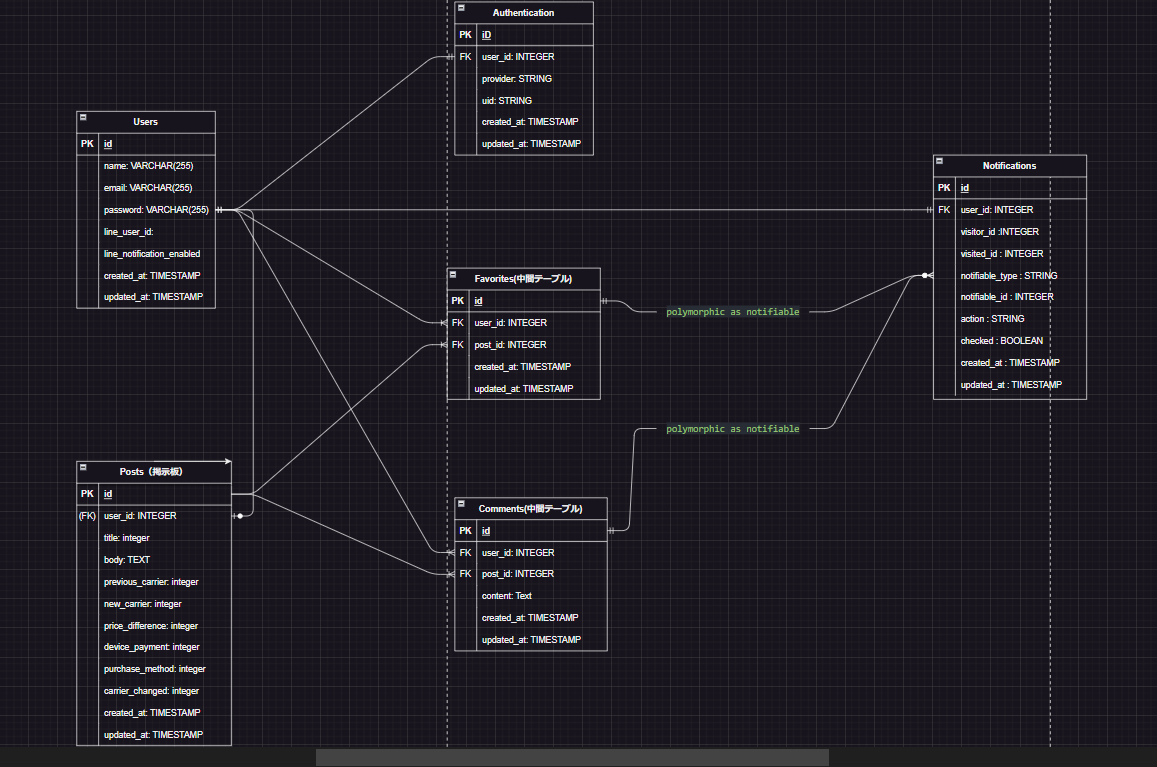 Authentication
PK iD
FK user_id: INTEGER
provider: STRING
uid: STRING
created_at: TIMESTAMP
updated_at: TIMESTAMP
Users
PK id
name: VARCHAR(255)
email: VARCHAR(255)
password: VARCHAR(255)
line_user_id:
line_notification_enabled
created_at: TIMESTAMP
updated_at: TIMESTAMP
Notifications
PK id
FK user_id: INTEGER
visitor_id :INTEGER
visited_id : INTEGER
notifiable_type : STRING
notifiable_id : INTEGER
action : STRING
checked : BOOLEAN
created_at : TIMESTAMP
updated_at : TIMESTAMP
Favorites(中間テーブル)
PK id
FK user_id: INTEGER
FK post_id: INTEGER
created_at: TIMESTAMP
updated_at: TIMESTAMP
polymorphic as notifiable
polymorphic as notifiable
Posts（掲示板）
PK id
(FK) user_id: INTEGER
title: integer
body: TEXT
previous_carrier: integer
new_carrier: integer
price_difference: integer
device_payment: integer
purchase_method: integer
carrier_changed: integer
created_at: TIMESTAMP
updated_at: TIMESTAMP
Comments(中間テーブル)
PK id
FK user_id: INTEGER
FK post_id: INTEGER
content: Text
created_at: TIMESTAMP
updated_at: TIMESTAMP